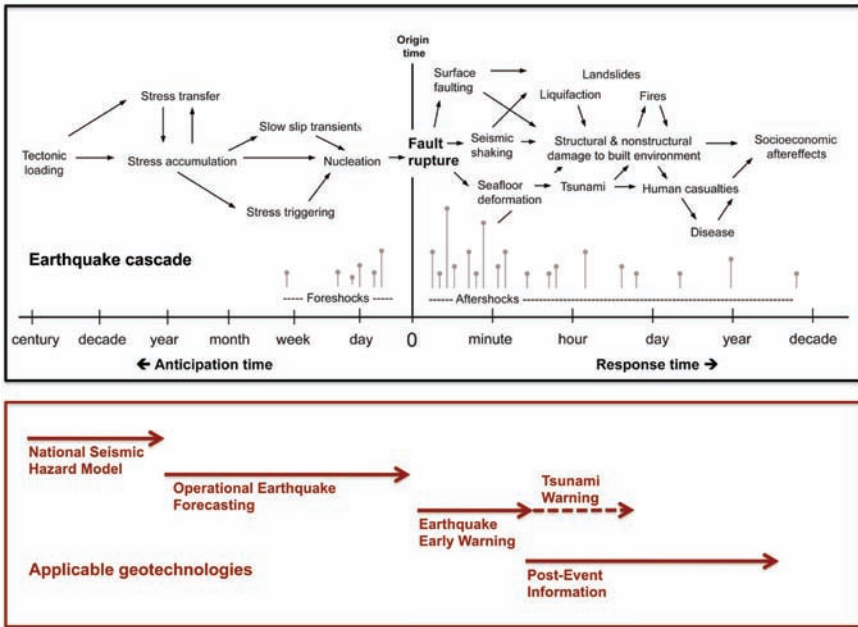 Origin
time
Surface
faulting
Landslides
Stress transfer
Liquifaction
Fires
Slow slip transients
Tectonic
loading
Stress accumulation
Nucleation
Fault
rupture
Seismic
shaking
Structural & nonstructural
damage to built environment
Socioeconomic
aftereffects
Stress triggering
Seafloor
deformation
Tsunami
Human casualties
Disease
Earthquake cascade
----- Foreshocks ----
---- Aftershocks ----
century decade year month week day 0 minute hour day year decade
← Anticipation time
Response time →
National Seismic
Hazard Model
Operational Earthquake
Forecasting
Tsunami
Warning
Earthquake
Early Warning
Applicable geotechnologies
Post-Event
Information